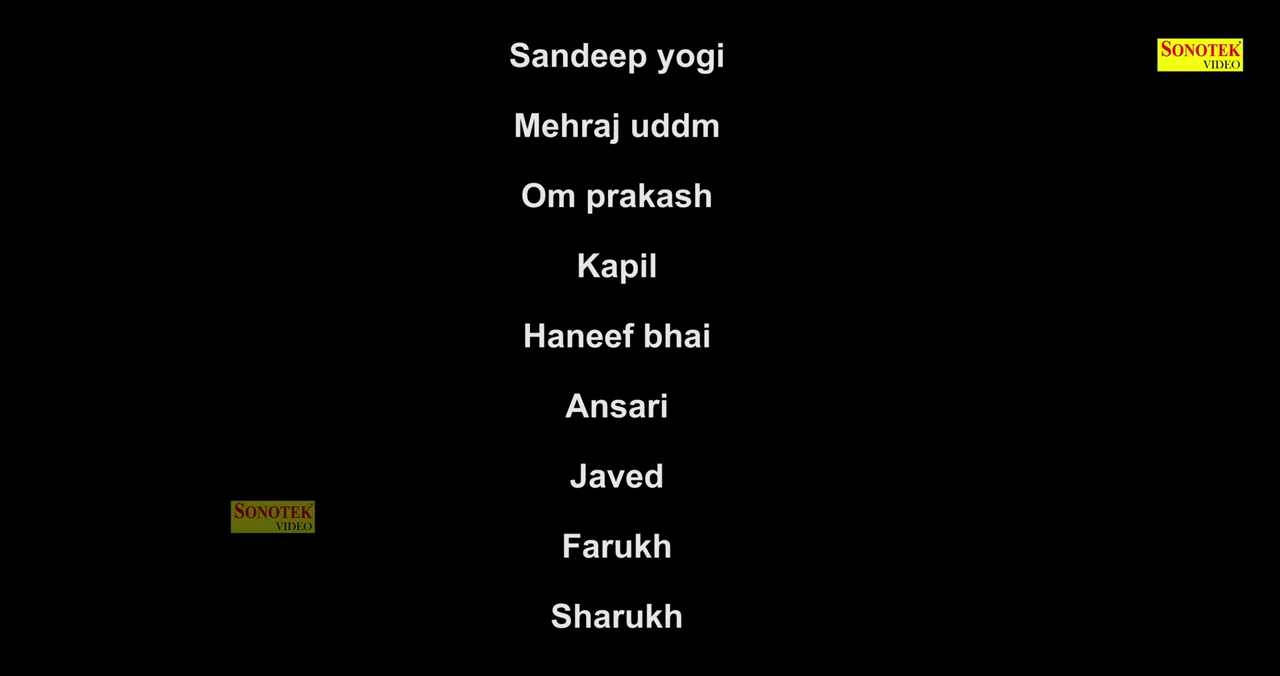 Sandeep yogi
SONOTEK
VIDEO
Mehraj uddm
Om prakash
Kapil
Haneef bhai
Ansari
Javed
SONOTEK
VIDEO
Farukh
Sharukh